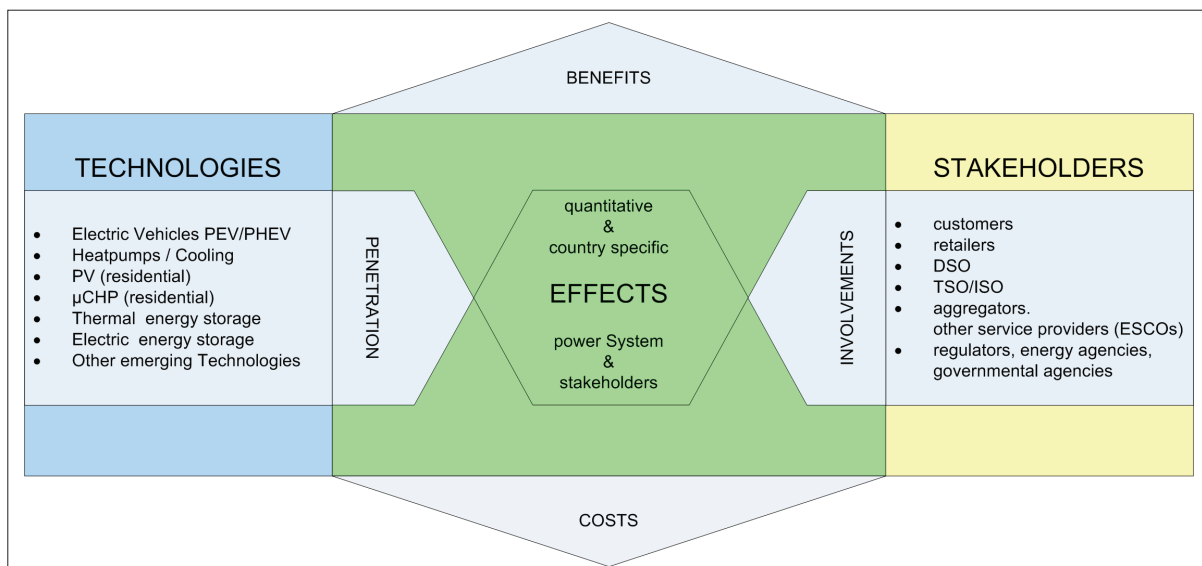 BENEFITS
TECHNOLOGIES
• Electric Vehicles PEV/PHEV
• Heatpumps / Cooling
• PV (residential)
• µCHP (residential)
• Thermal energy storage
• Electric energy storage
• Other emerging Technologies
PENETRATION
quantitative
&
country specific
EFFECTS
power System
&
stakeholders
INVOLVEMENTS
STAKEHOLDERS
• customers
• retailers
• DSO
• TSO/ISO
• aggregators.
other service providers (ESCOs)
• regulators, energy agencies,
governmental agencies
COSTS